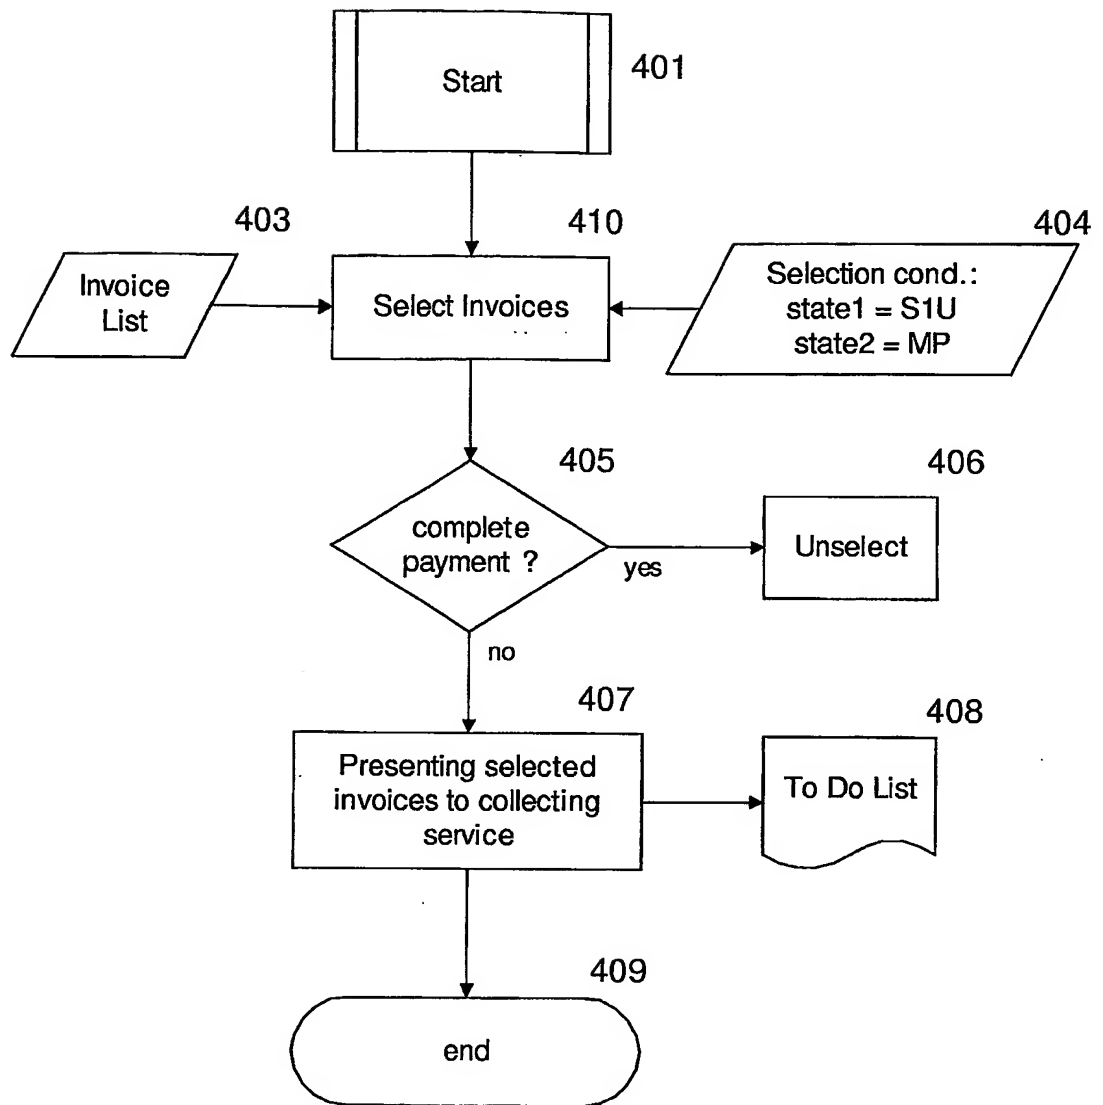 Start
401
403
410
404
Invoice
List
Select Invoices
Selection cond.:
state1 = S1U
state2 = MP
405
406
complete
payment ?
yes
Unselect
no
407
408
Presenting selected
invoices to collecting
service
To Do List
409
end